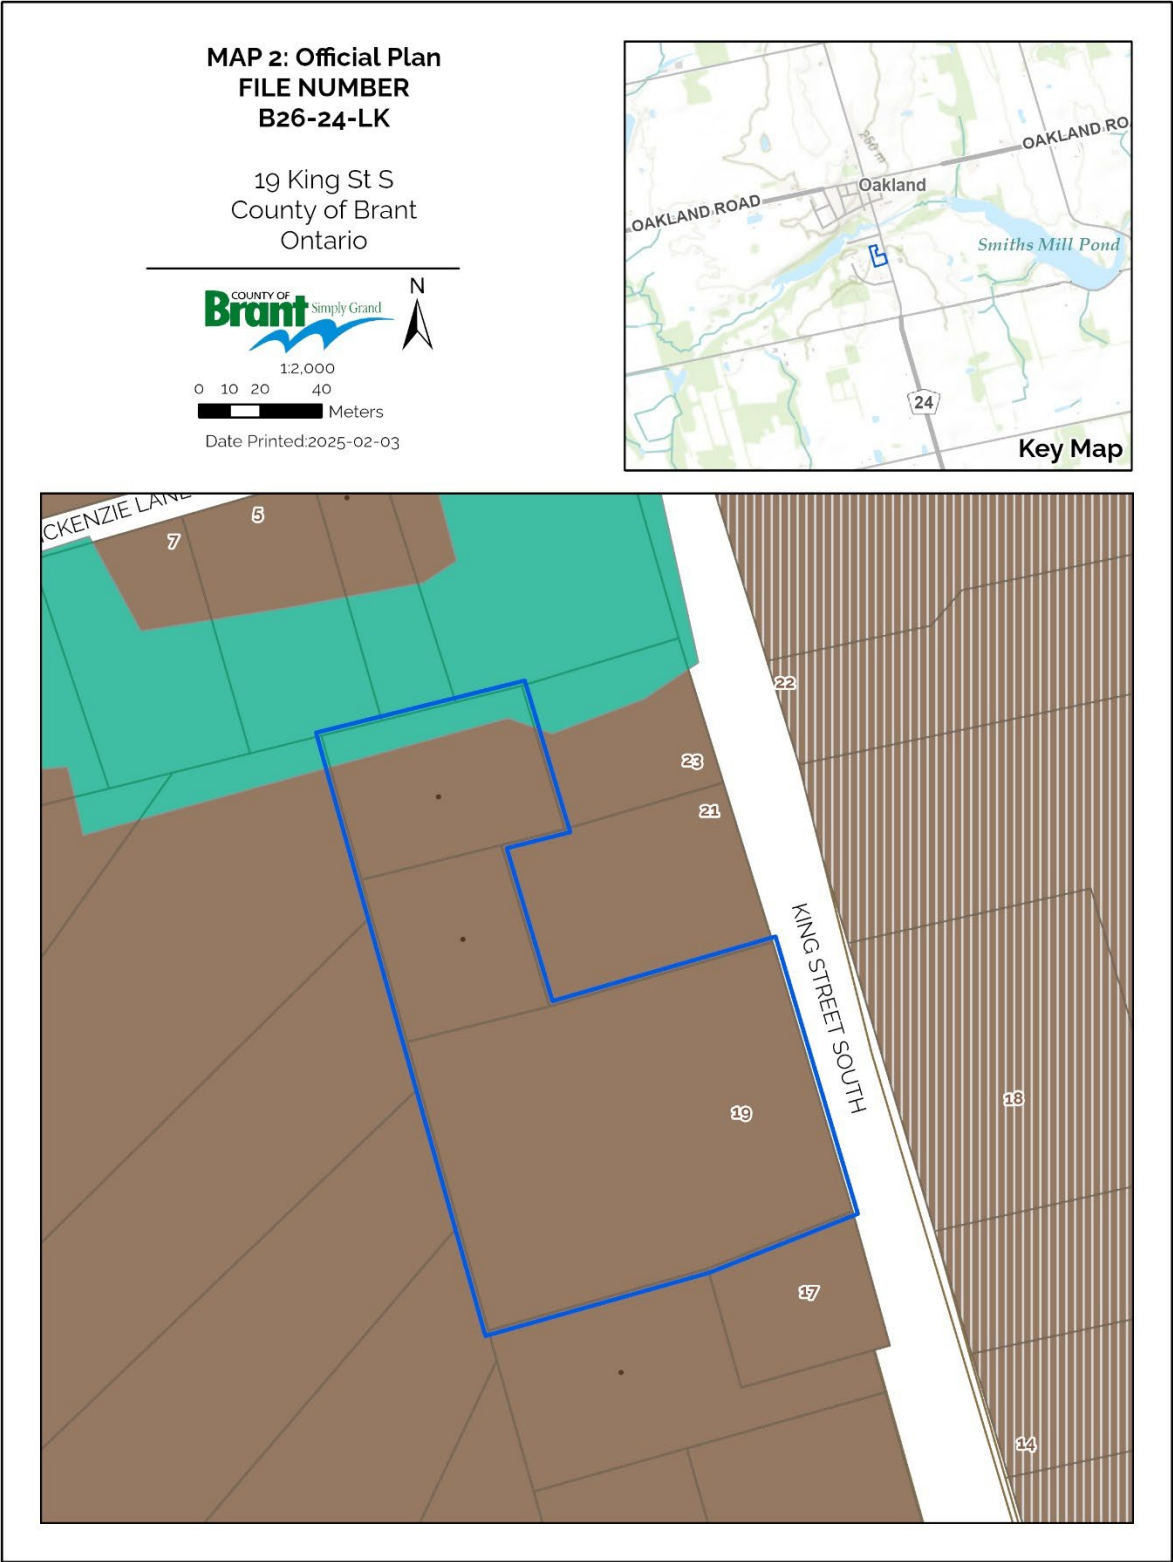 MAP 2: Official Plan
FILE NUMBER
B26-24-LK
19 King St S
County of Brant
Ontario
COUNTY OF
Brant Simply Grand
N
1:2,000
0 10 20 40
Meters
Date Printed:2025-02-03
OAKLAND RO
260 m
Oakland
OAKLAND ROAD
Smiths Mill Pond
24
Key Map
CKENZIE LANE
5
7
22
23
21
KING STREET SOUTH
18
19
17
14